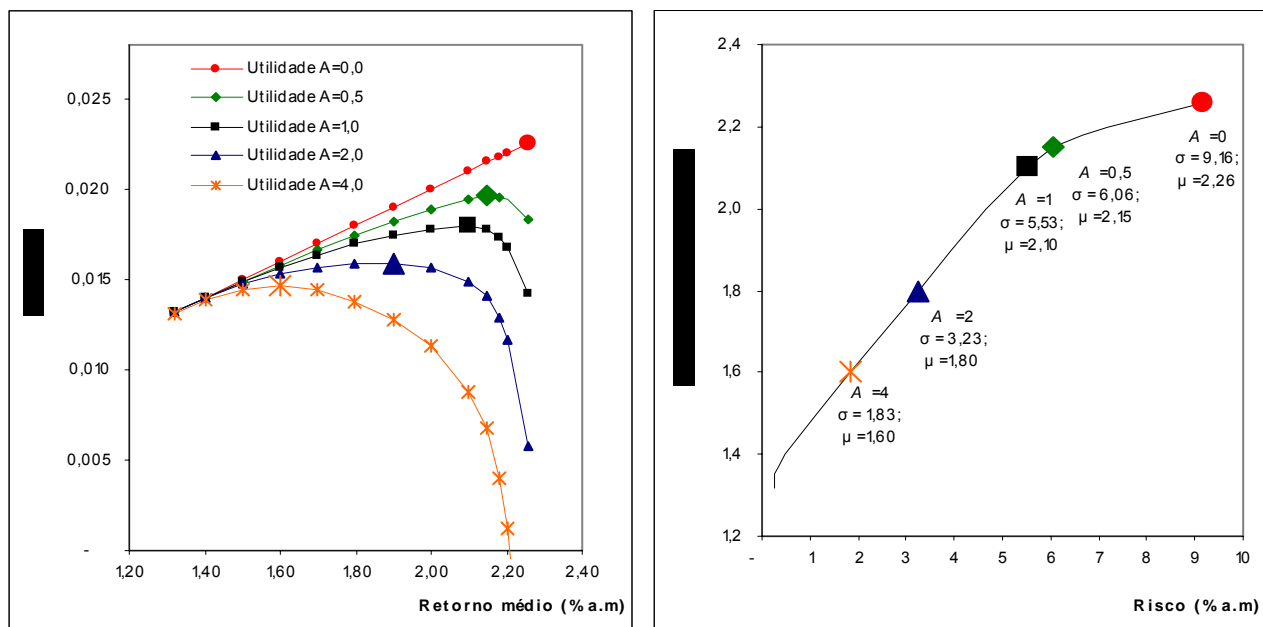 Utilidade A=0,0
Utilidade A=0,5
Utilidade A=1,0
Utilidade A=2,0
Utilidade A=4,0
0,025
0,020
0,015
0,010
0,005
-
1,20 1,40 1,60 1,80 2,00 2,20 2,40
Retorno médio (% a.m)
2,4
2,2
2,0
1,8
1,6
1,4
1,2
- 1 2 3 4 5 6 7 8 9 10
Risco (% a.m)
A =0
σ = 9,16;
μ =2,26
A =0,5
σ = 6,06;
μ =2,15
A =1
σ = 5,53;
μ =2,10
A =2
σ = 3,23;
μ =1,80
A =4
σ = 1,83;
μ =1,60